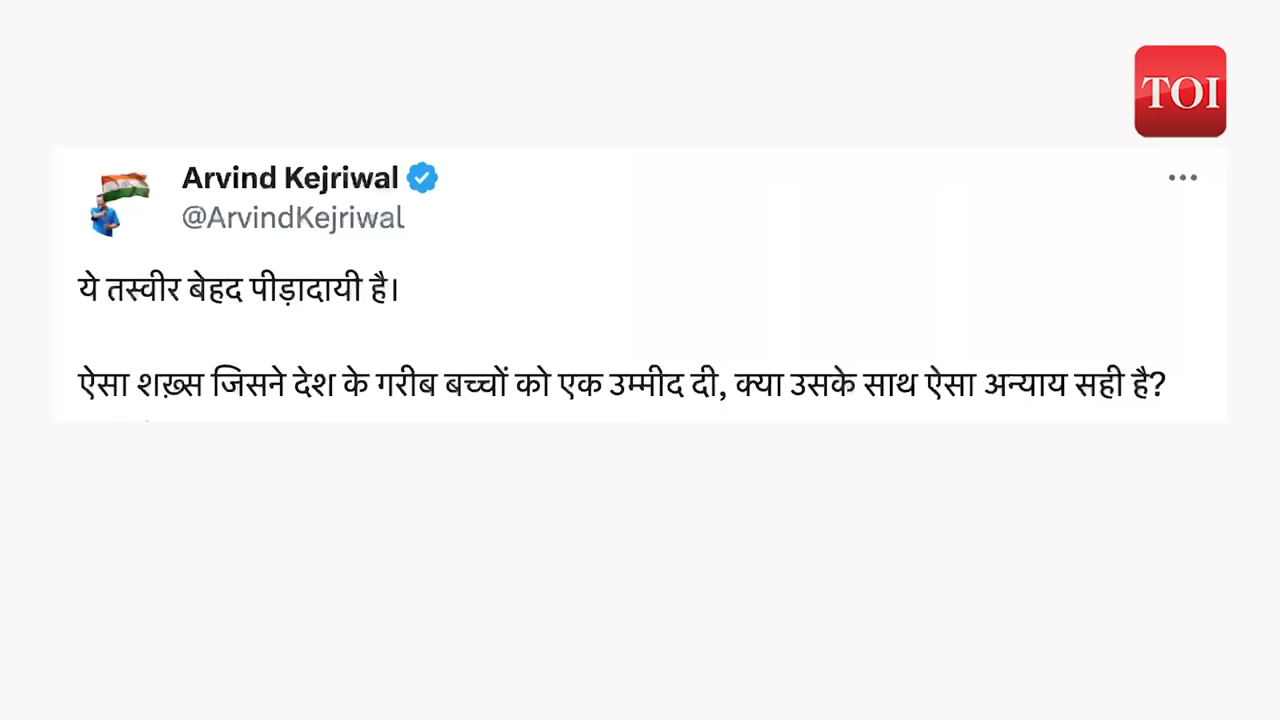 TOI
Arvind Kejriwal
@ArvindKejriwal
ये तस्वीर बेहद पीड़ादायी है।
ऐसा शख़्स जिसने देश के गरीब बच्चों को एक उम्मीद दी, क्या उसके साथ ऐसा अन्याय सही है?